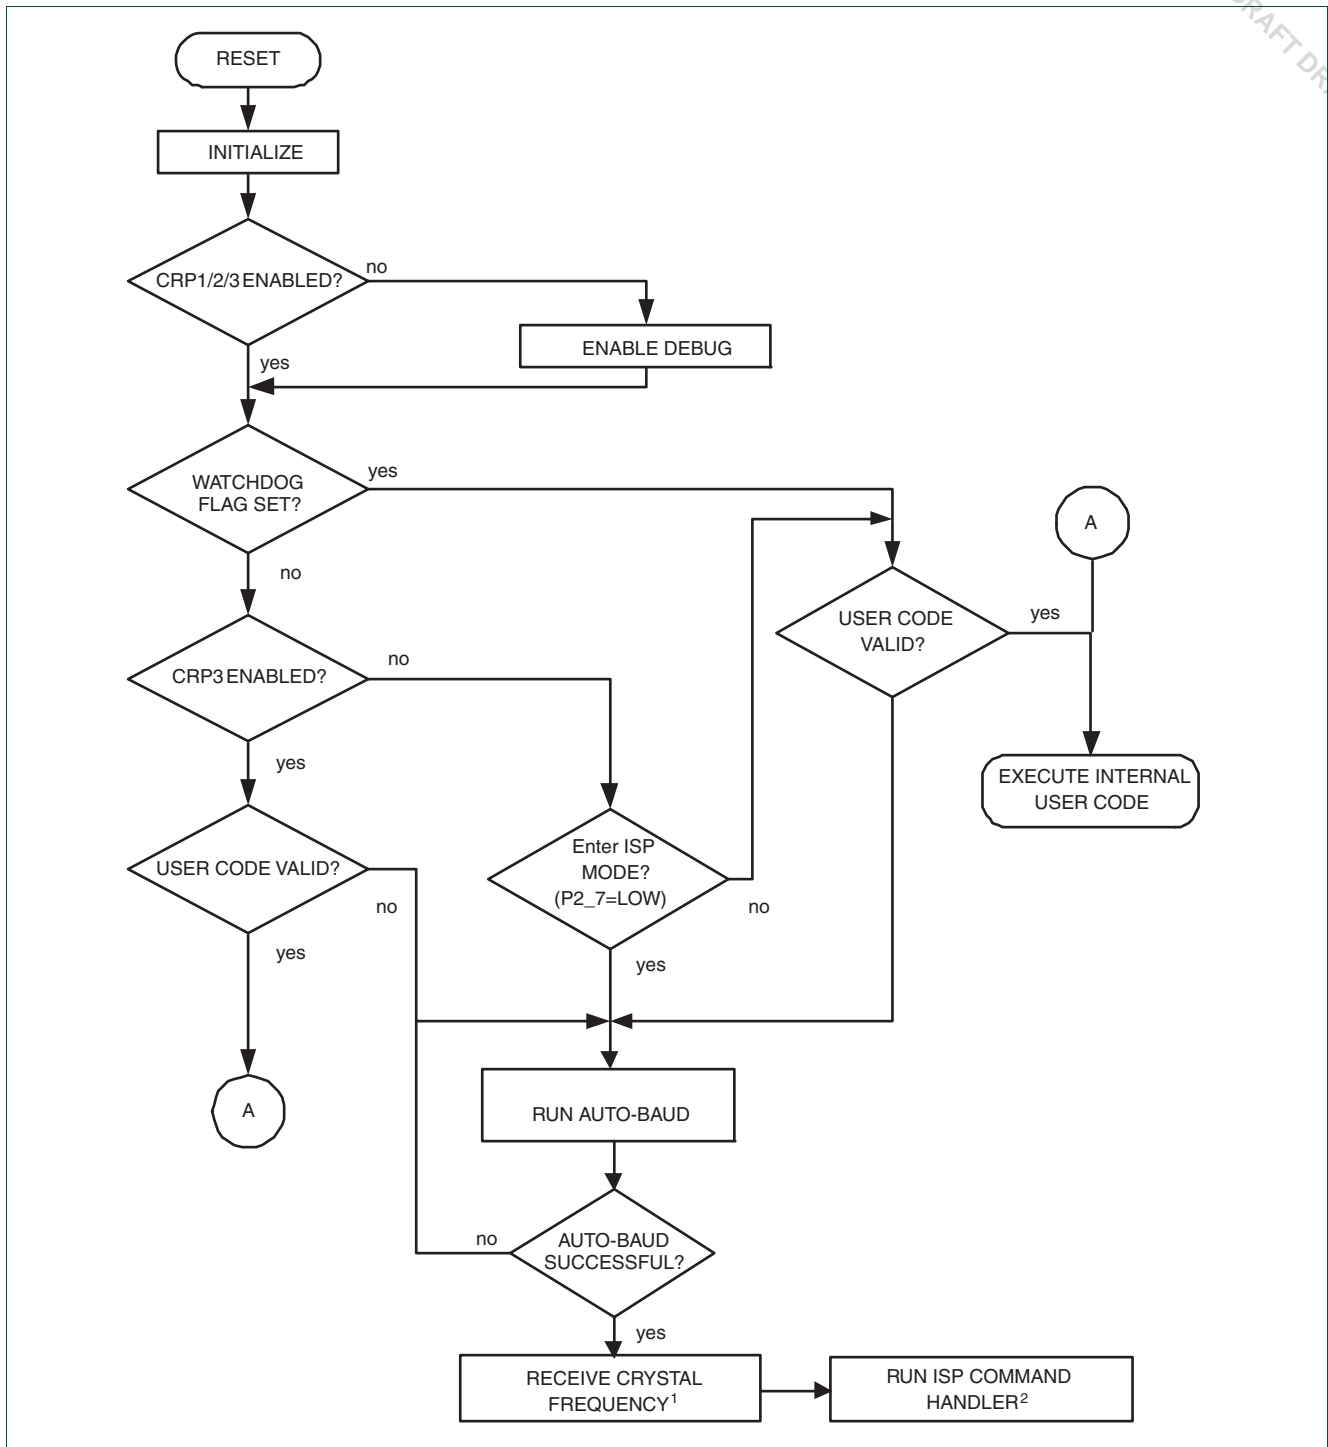 DRAFT
RESET
INITIALIZE
CRP1/2/3 ENABLED?
no
ENABLE DEBUG
yes
WATCHDOG
FLAG SET?
yes
A
no
USER CODE
VALID?
yes
CRP3 ENABLED?
no
yes
EXECUTE INTERNAL
USER CODE
Enter ISP
MODE?
(P2_7=LOW)
USER CODE VALID?
no
no
yes
yes
A
RUN AUTO-BAUD
no
AUTO-BAUD
SUCCESSFUL?
yes
RECEIVE CRYSTAL
FREQUENCY1
RUN ISP COMMAND
HANDLER2